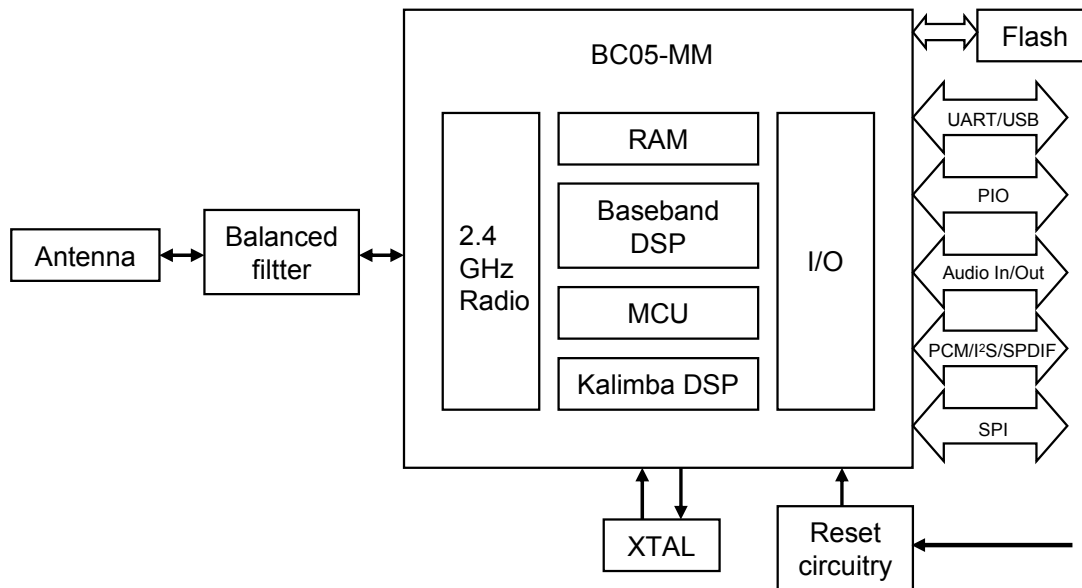 BC05-MM
Flash
RAM
UART/USB
Baseband
DSP
PIO
Antenna
Balanced
filtter
2.4
GHz
Radio
I/O
Audio In/Out
MCU
PCM/I²S/SPDIF
Kalimba DSP
SPI
XTAL
Reset
circuitry